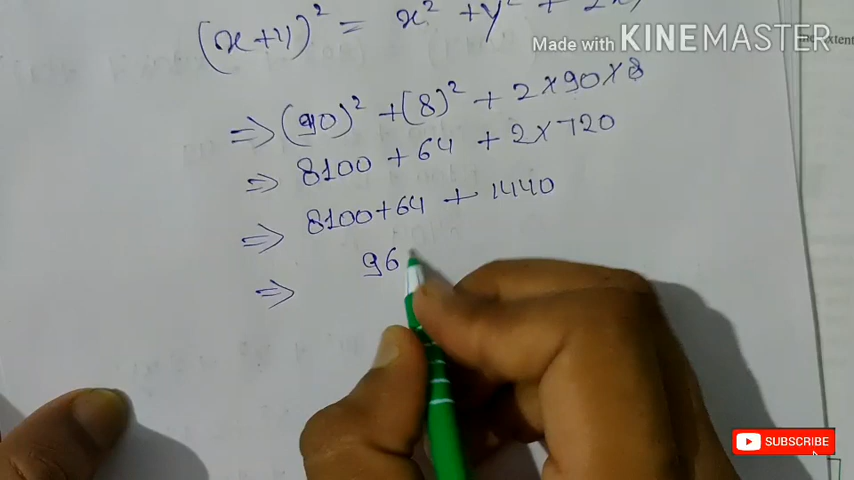 (x+y)² = x² + y² + 2x
Made with KINEMASTER
⇒ (90)² + (8)² + 2×90×8
⇒ 8100 + 64 + 2×720
⇒ 8100+64 + 1440
⇒ 96
SUBSCRIBE